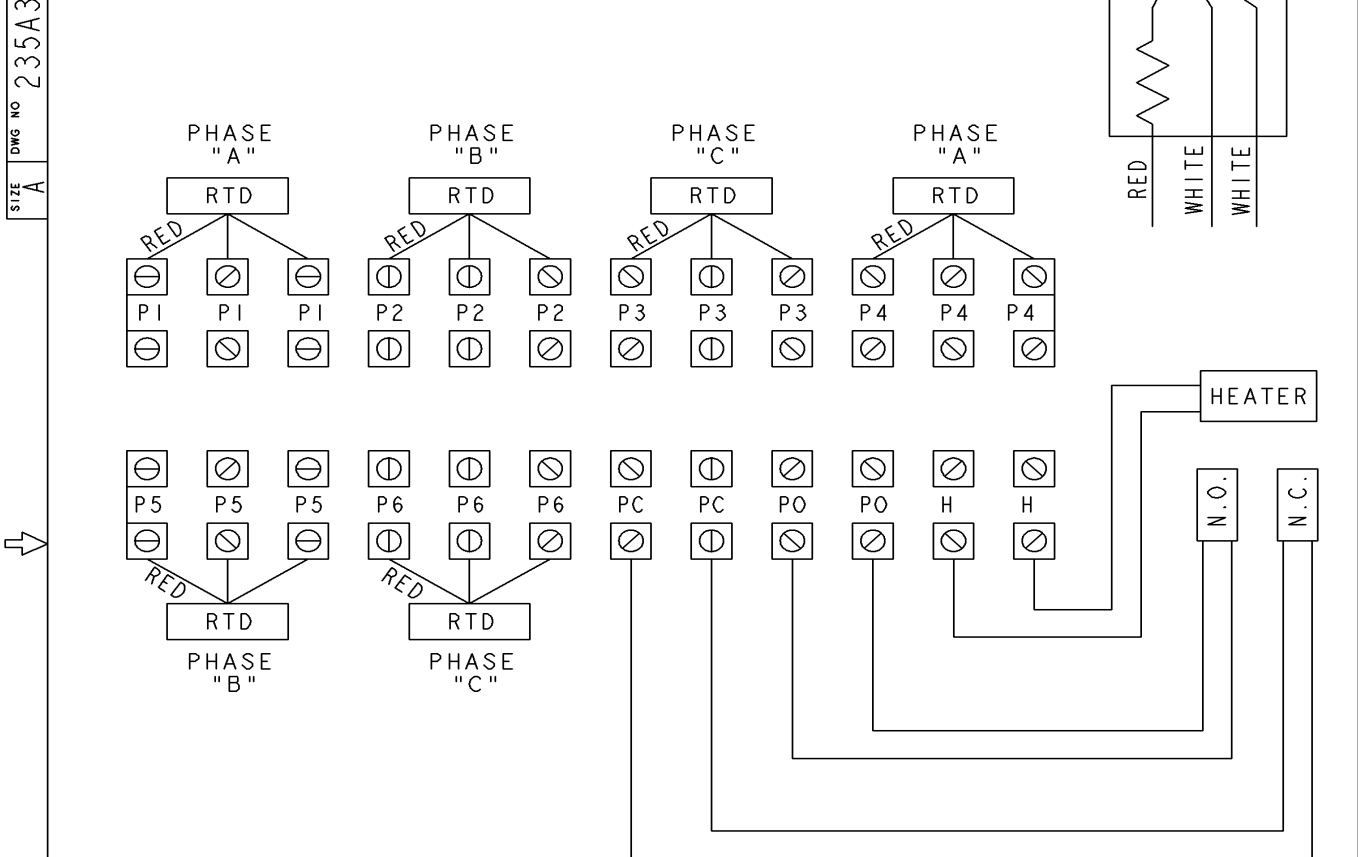 235A3
DWG NO
SIZE
A
PHASE
"A"
PHASE
"B"
PHASE
"C"
PHASE
"A"
RTD
RTD
RTD
RTD
RED
RED
RED
RED
RED
WHITE
WHITE
P1 P1 P1 P2 P2 P2 P3 P3 P3 P4 P4 P4
HEATER
P5 P5 P5 P6 P6 P6 PC PC PO PO H H
N.O.
N.C.
RED
RED
RTD
RTD
PHASE
"B"
PHASE
"C"